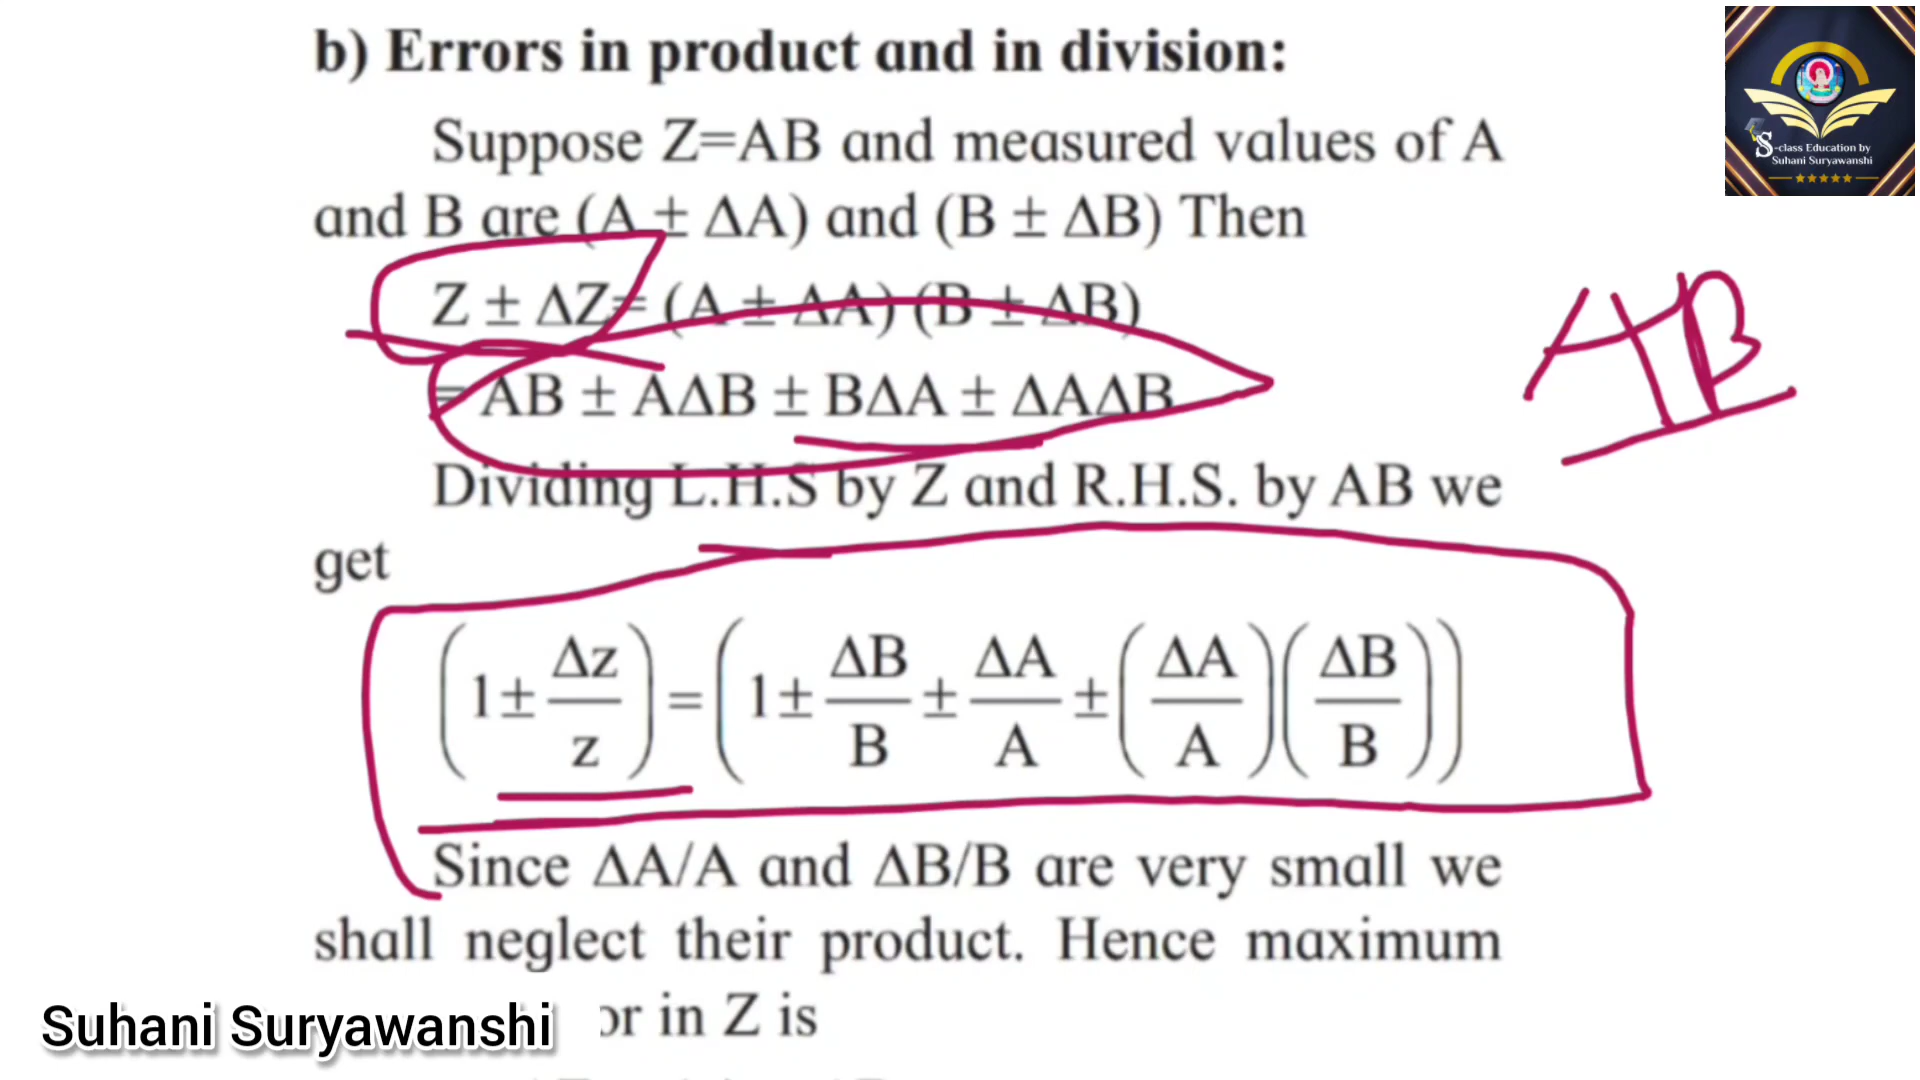 b) Errors in product and in division:
Suppose Z=AB and measured values of A
and B are (A ± ΔA) and (B ± ΔB) Then
Z ± ΔZ= (A ± ΔA) (B ± ΔB)
= AB ± AΔB ± BΔA ± ΔAΔB
AB
Dividing L.H.S by Z and R.H.S. by AB we
get
(1± Δz/z) = (1± ΔB/B ± ΔA/A ± (ΔA/A)(ΔB/B))
Since ΔA/A and ΔB/B are very small we
shall neglect their product. Hence maximum
or in Z is
Suhani Suryawanshi
S-class Education by
Suhani Suryawanshi